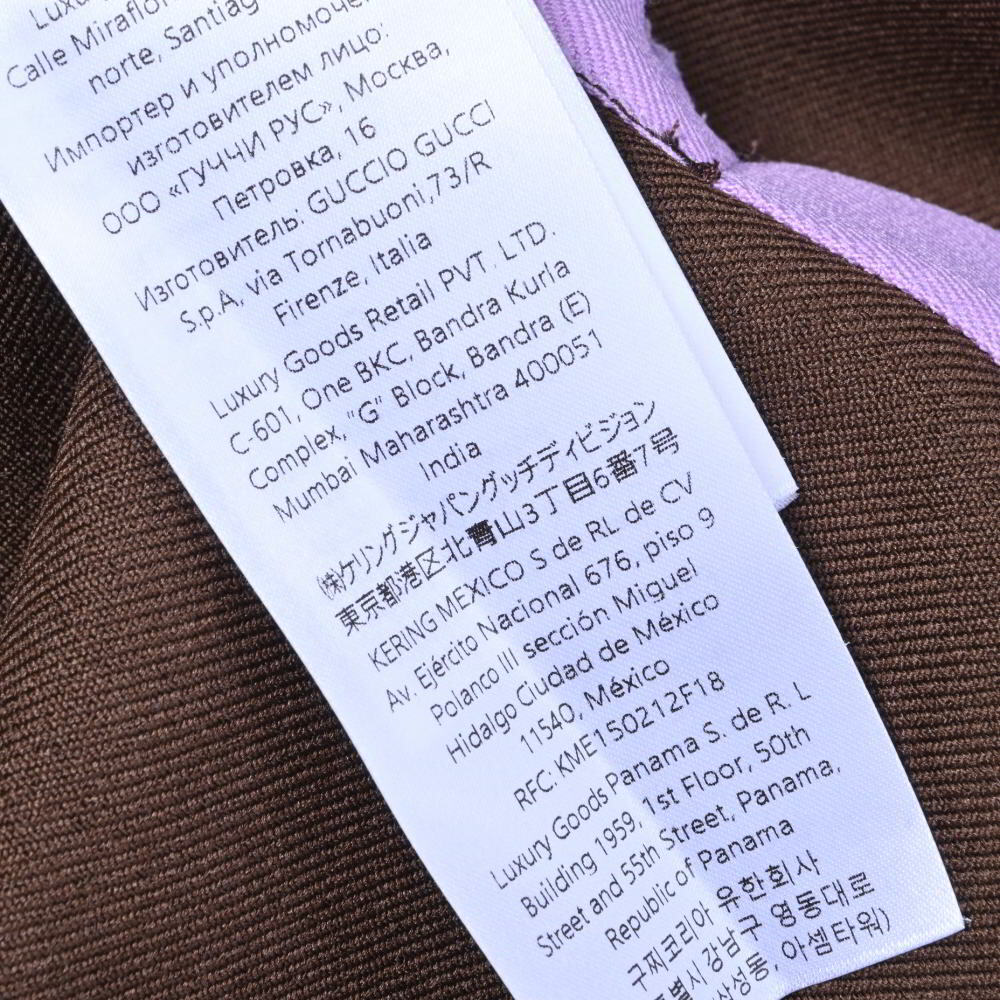 Calle Miraflor
norte, Santiag
Импортер и уполномоче
изготовителем лицо:
ООО «ГУЧЧИ РУС», Москва,
Петровка, 16
Изготовитель: GUCCIO GUCCI
S.p.A, via Tornabuoni,73/R
Firenze, Italia
Luxury Goods Retail PVT. LTD.
C-601, One BKC, Bandra Kurla
Complex, "G" Block, Bandra (E)
Mumbai Maharashtra 400051
India
㈱ケリングジャパングッチディビジョン
東京都港区北青山3丁目6番7号
KERING MEXICO S de RL de CV
Av. Ejército Nacional 676, piso 9
Polanco III sección Miguel
Hidalgo Ciudad de México
11540, México
RFC: KME150212F18
Luxury Goods Panama S. de R. L
Building 1959, 1st Floor, 50th
Street and 55th Street, Panama,
Republic of Panama
구찌코리아 유한회사
별시 강남구 영동대로
삼성동, 아셈타워)